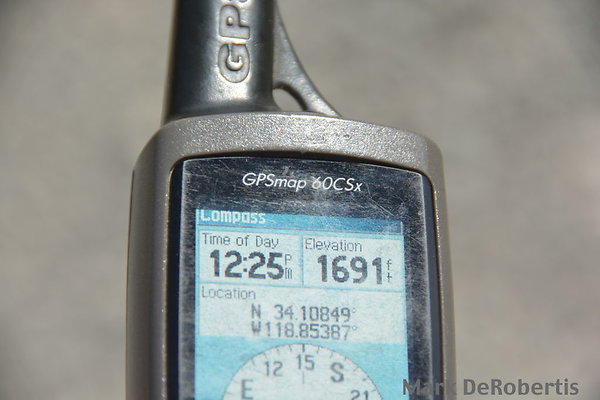 GPS
GPSmap 60CSx
Compass
Time of Day
12:25 PM
Elevation
1691 ft
Location
N 34.10849°
W118.85387°
12 15 S
E 21
Mark DeRobertis